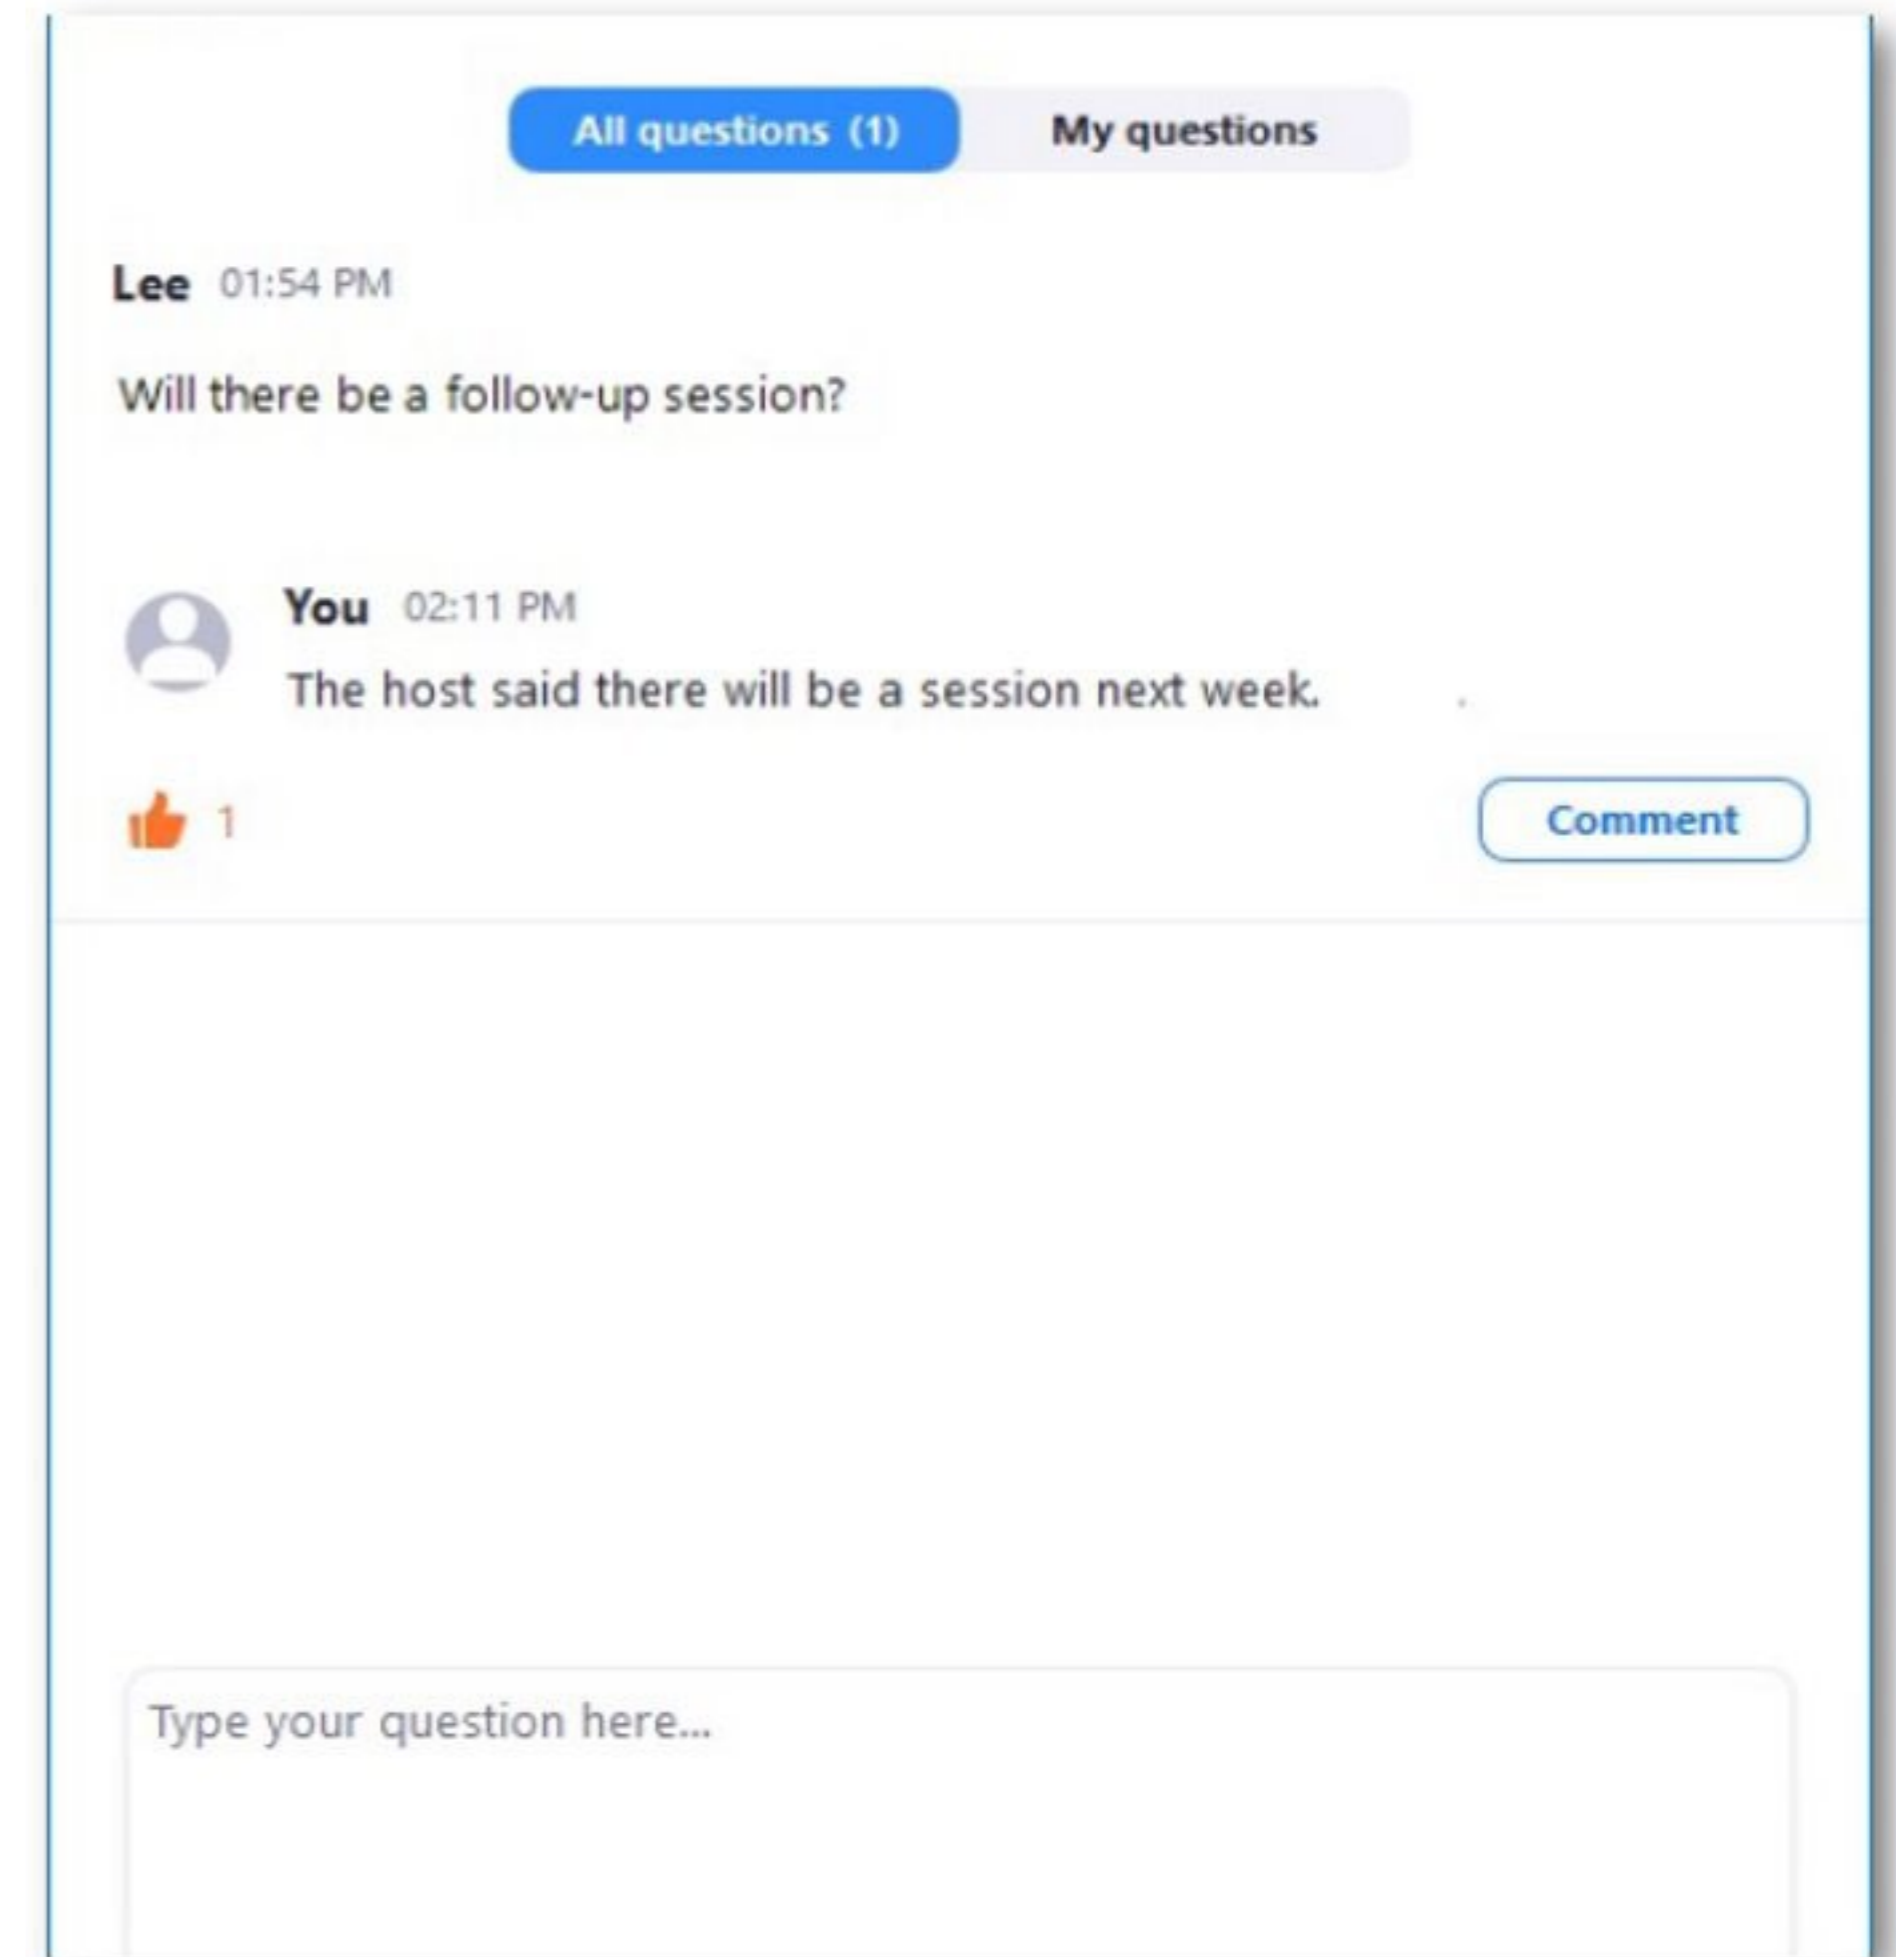 All questions (1) My questions
Lee 01:54 PM
Will there be a follow-up session?
You 02:11 PM
The host said there will be a session next week.
1 Comment
Type your question here...